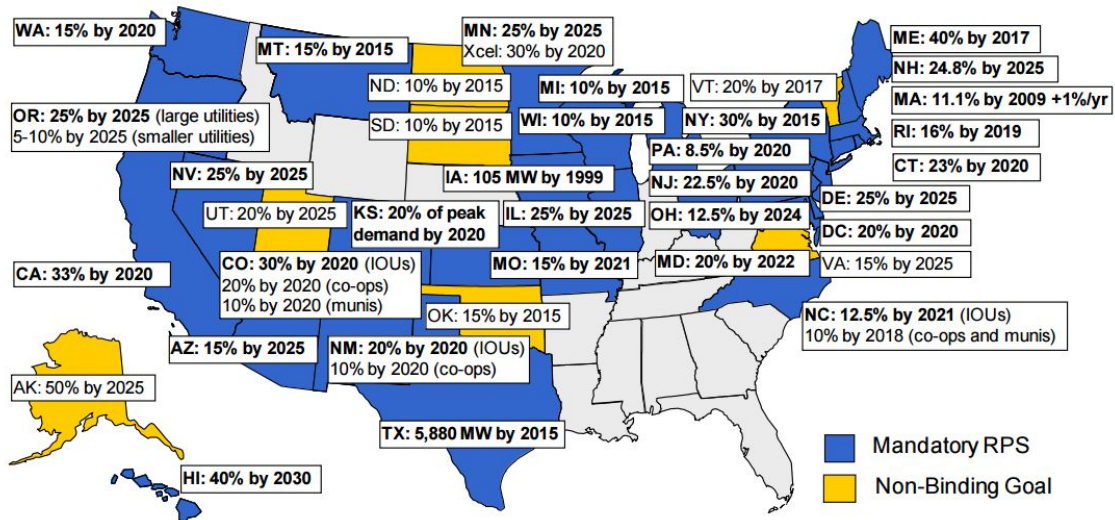 WA: 15% by 2020
MT: 15% by 2015
MN: 25% by 2025
Xcel: 30% by 2020
ME: 40% by 2017
NH: 24.8% by 2025
ND: 10% by 2015
MI: 10% by 2015
VT: 20% by 2017
MA: 11.1% by 2009 +1%/yr
OR: 25% by 2025 (large utilities)
5-10% by 2025 (smaller utilities)
SD: 10% by 2015
WI: 10% by 2015
NY: 30% by 2015
RI: 16% by 2019
PA: 8.5% by 2020
CT: 23% by 2020
NV: 25% by 2025
IA: 105 MW by 1999
NJ: 22.5% by 2020
DE: 25% by 2025
UT: 20% by 2025
KS: 20% of peak
demand by 2020
IL: 25% by 2025
OH: 12.5% by 2024
DC: 20% by 2020
CA: 33% by 2020
CO: 30% by 2020 (IOUs)
20% by 2020 (co-ops)
10% by 2020 (munis)
MO: 15% by 2021
MD: 20% by 2022
VA: 15% by 2025
OK: 15% by 2015
NC: 12.5% by 2021 (IOUs)
10% by 2018 (co-ops and munis)
AZ: 15% by 2025
NM: 20% by 2020 (IOUs)
10% by 2020 (co-ops)
AK: 50% by 2025
TX: 5,880 MW by 2015
HI: 40% by 2030
Mandatory RPS
Non-Binding Goal